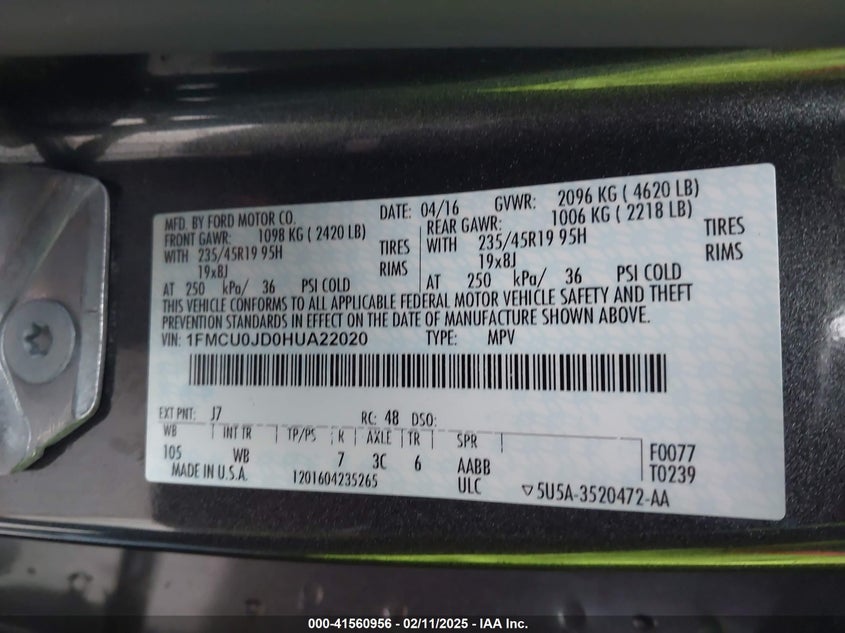 MFD. BY FORD MOTOR CO. DATE: 04/16 GVWR: 2096 KG ( 4620 LB)
FRONT GAWR: 1098 KG ( 2420 LB) REAR GAWR: 1006 KG ( 2218 LB)
WITH 235/45R19 95H TIRES WITH 235/45R19 95H TIRES
19x8J RIMS 19x8J RIMS
AT 250 kPa/ 36 PSI COLD AT 250 kPa/ 36 PSI COLD
THIS VEHICLE CONFORMS TO ALL APPLICABLE FEDERAL MOTOR VEHICLE SAFETY AND THEFT
PREVENTION STANDARDS IN EFFECT ON THE DATE OF MANUFACTURE SHOWN ABOVE.
VIN: 1FMCU0JD0HUA22020 TYPE: MPV
EXT PNT: J7 RC: 48 DSO:
WB INT TR TP/PS R AXLE TR SPR
105 WB 7 3C 6 AABB F0077
MADE IN U.S.A. 1201604235265 ULC T0239
▽5U5A-3520472-AA
000-41560956 - 02/11/2025 - IAA Inc.